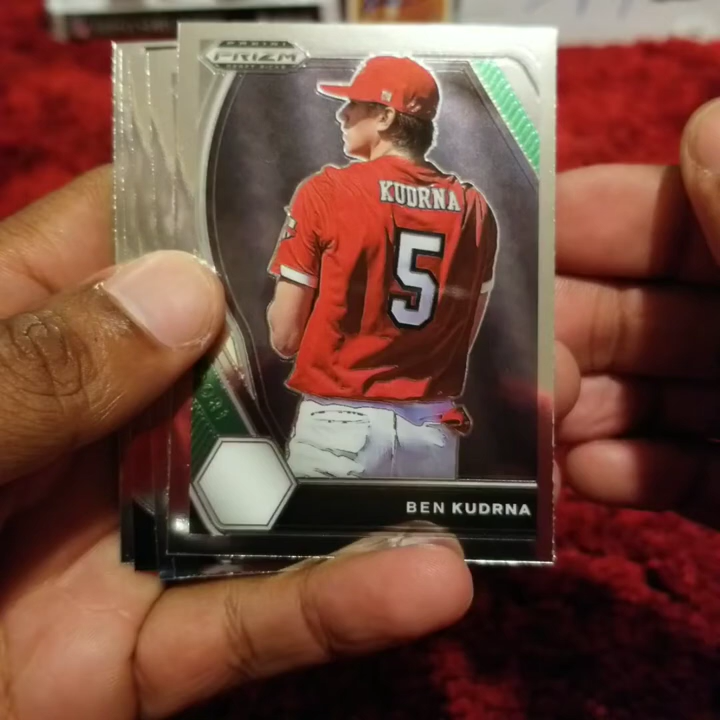 PANINI
PRIZM
DRAFT PICKS
KUDRNA
5
BEN KUDRNA